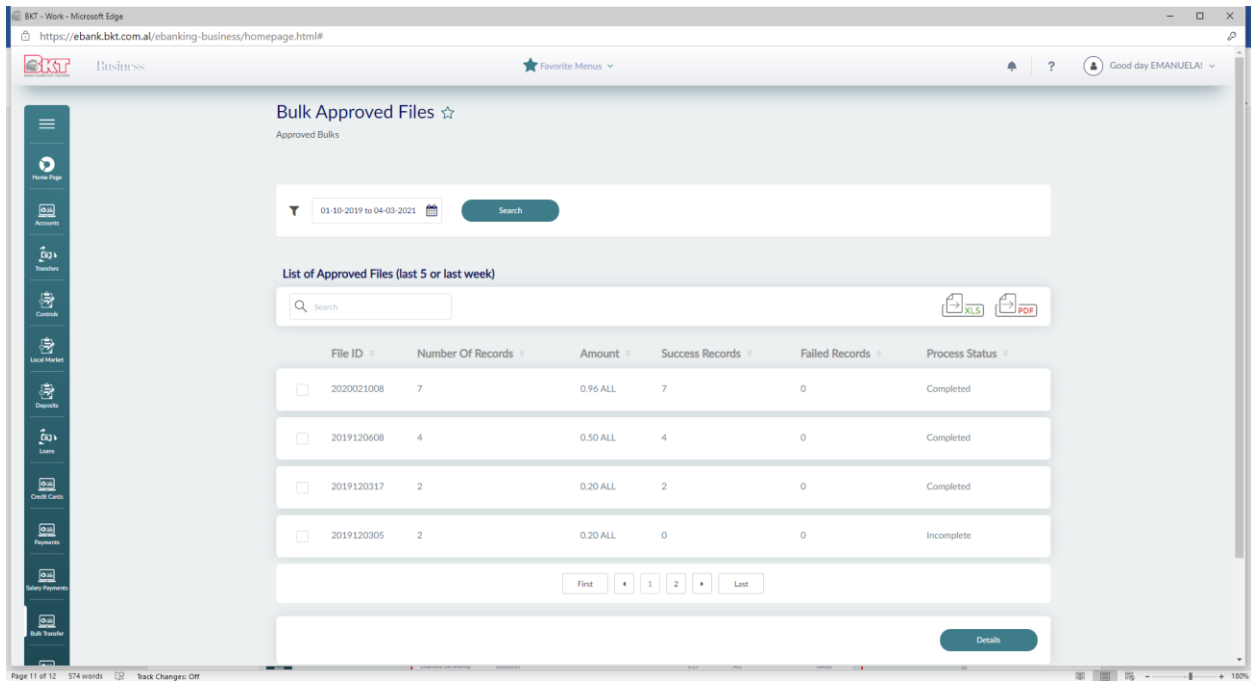 BKT - Work - Microsoft Edge
https://ebank.bkt.com.al/ebanking-business/homepage.html#
BKT
Business
Favorite Menus
?
Good day EMANUELA!
Bulk Approved Files
Approved Bulks
Home Page
Accounts
Transfers
Controls
Local Market
Deposits
Loans
Credit Cards
Payments
Salary Payments
Bulk Transfer
01-10-2019 to 04-03-2021
Search
List of Approved Files (last 5 or last week)
Search
XLS
PDF
File ID Number Of Records Amount Success Records Failed Records Process Status
2020021008 7 0.96 ALL 7 0 Completed
2019120608 4 0.50 ALL 4 0 Completed
2019120317 2 0.20 ALL 2 0 Completed
2019120305 2 0.20 ALL 0 0 Incomplete
First 1 2 Last
Details
Page 11 of 12 574 words Track Changes: Off
180%